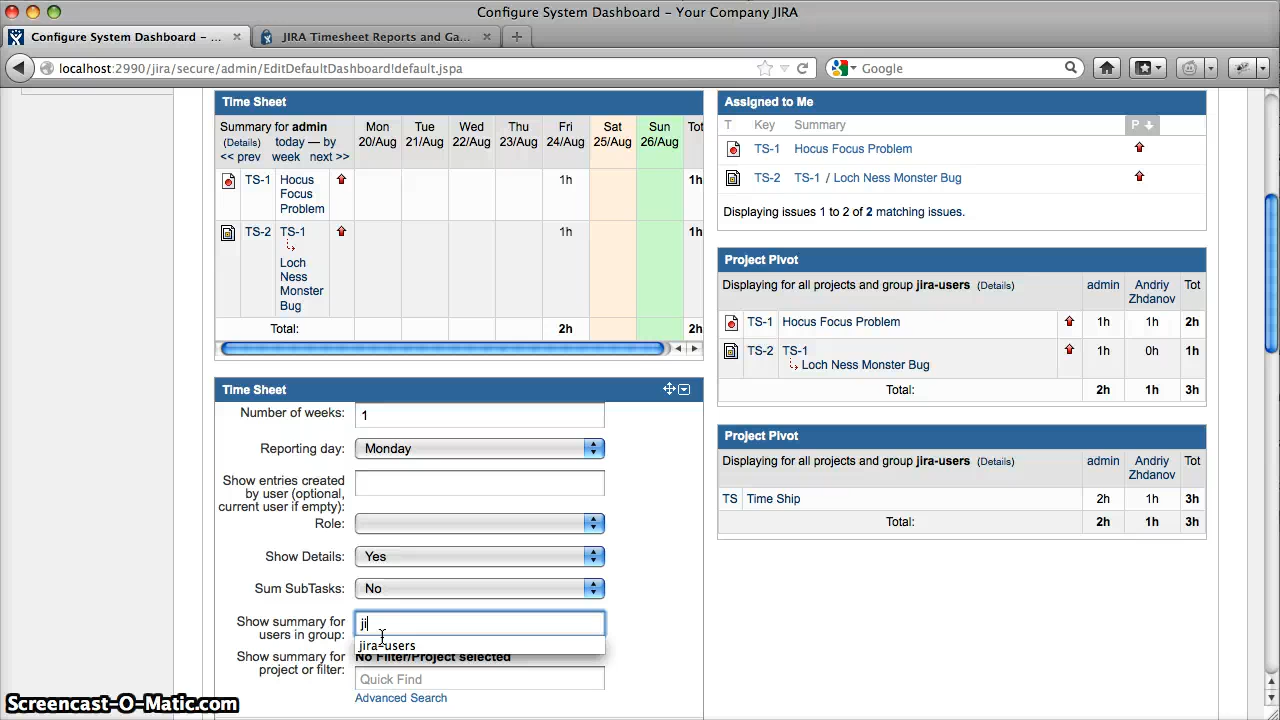 Configure System Dashboard – Your Company JIRA
Configure System Dashboard – ...
JIRA Timesheet Reports and Ga...
localhost:2990/jira/secure/admin/EditDefaultDashboard!default.jspa
Google
Time Sheet
Summary for admin
(Details) today — by
<< prev week next >>
Mon
20/Aug
Tue
21/Aug
Wed
22/Aug
Thu
23/Aug
Fri
24/Aug
Sat
25/Aug
Sun
26/Aug
Tot
TS-1
Hocus
Focus
Problem
1h
1h
TS-2
TS-1
Loch
Ness
Monster
Bug
1h
1h
Total:
2h
2h
Time Sheet
Number of weeks:
1
Reporting day:
Monday
Show entries created
by user (optional,
current user if empty):
Role:
Show Details:
Yes
Sum SubTasks:
No
Show summary for
users in group:
ji
jira-users
Show summary for
project or filter:
No Filter/Project selected
Quick Find
Advanced Search
Assigned to Me
T Key Summary P
TS-1 Hocus Focus Problem
TS-2 TS-1 / Loch Ness Monster Bug
Displaying issues 1 to 2 of 2 matching issues.
Project Pivot
Displaying for all projects and group jira-users (Details)
admin
Andriy
Zhdanov
Tot
TS-1 Hocus Focus Problem 1h 1h 2h
TS-2 TS-1
Loch Ness Monster Bug
1h 0h 1h
Total: 2h 1h 3h
Project Pivot
Displaying for all projects and group jira-users (Details)
admin
Andriy
Zhdanov
Tot
TS Time Ship 2h 1h 3h
Total: 2h 1h 3h
Screencast-O-Matic.com